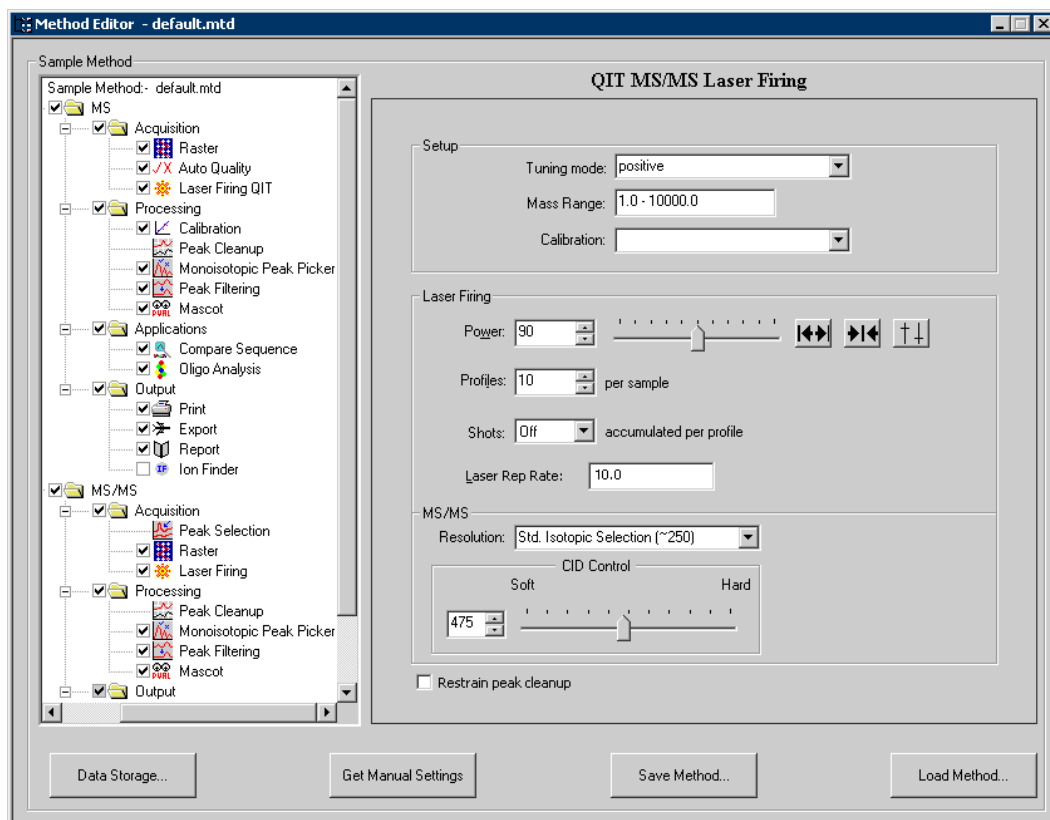 Method Editor - default.mtd
Sample Method
Sample Method:- default.mtd
MS
Acquisition
Raster
Auto Quality
Laser Firing QIT
Processing
Calibration
Peak Cleanup
Monoisotopic Peak Picker
Peak Filtering
Mascot
Applications
Compare Sequence
Oligo Analysis
Output
Print
Export
Report
IF Ion Finder
MS/MS
Acquisition
Peak Selection
Raster
Laser Firing
Processing
Peak Cleanup
Monoisotopic Peak Picker
Peak Filtering
Mascot
Output
QIT MS/MS Laser Firing
Setup
Tuning mode: positive
Mass Range: 1.0 - 10000.0
Calibration:
Laser Firing
Power: 90
Profiles: 10 per sample
Shots: Off accumulated per profile
Laser Rep Rate: 10.0
MS/MS
Resolution: Std. Isotopic Selection (~250)
CID Control
Soft Hard
475
Restrain peak cleanup
Data Storage...
Get Manual Settings
Save Method...
Load Method...